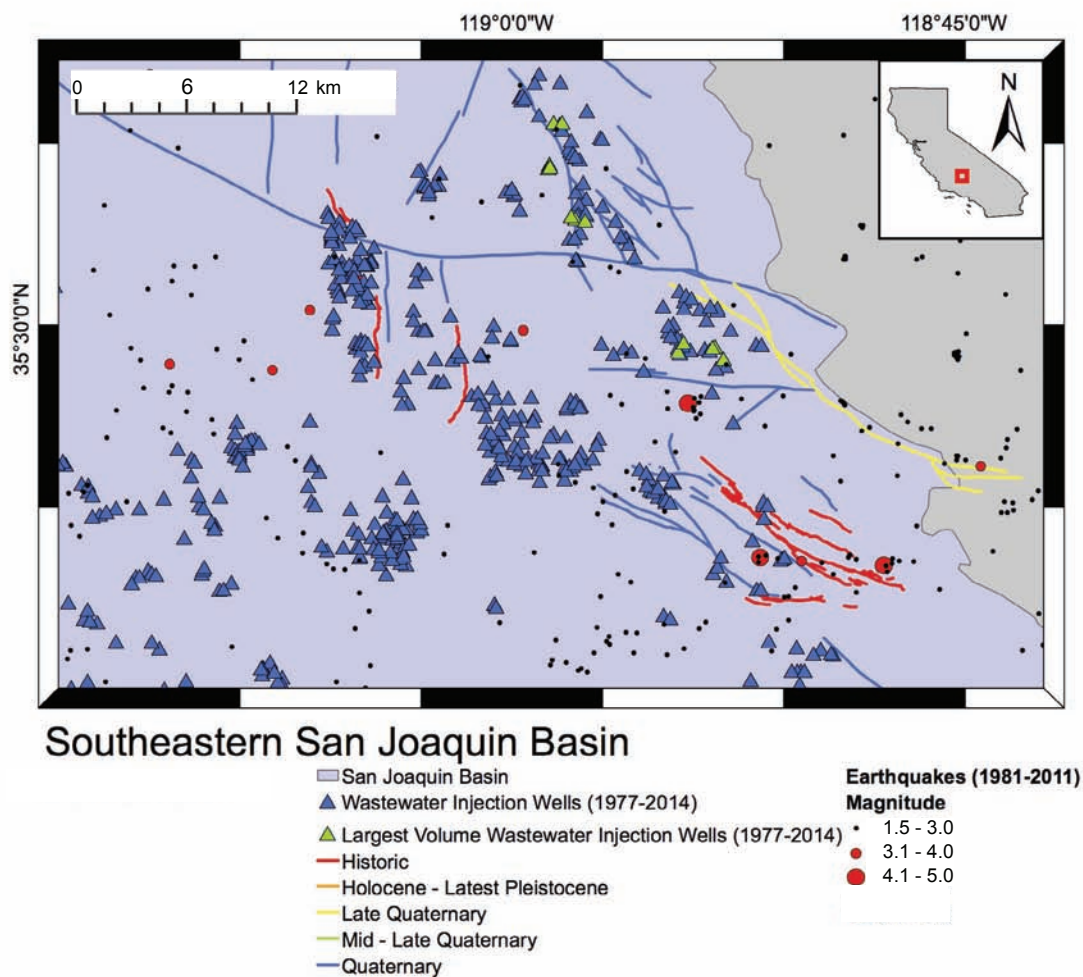 119°0'0"W
118°45'0"W
0 6 12 km
N
35°30'0"N
Southeastern San Joaquin Basin
San Joaquin Basin
Wastewater Injection Wells (1977-2014)
Largest Volume Wastewater Injection Wells (1977-2014)
Historic
Holocene - Latest Pleistocene
Late Quaternary
Mid - Late Quaternary
Quaternary
Earthquakes (1981-2011)
Magnitude
1.5 - 3.0
3.1 - 4.0
4.1 - 5.0